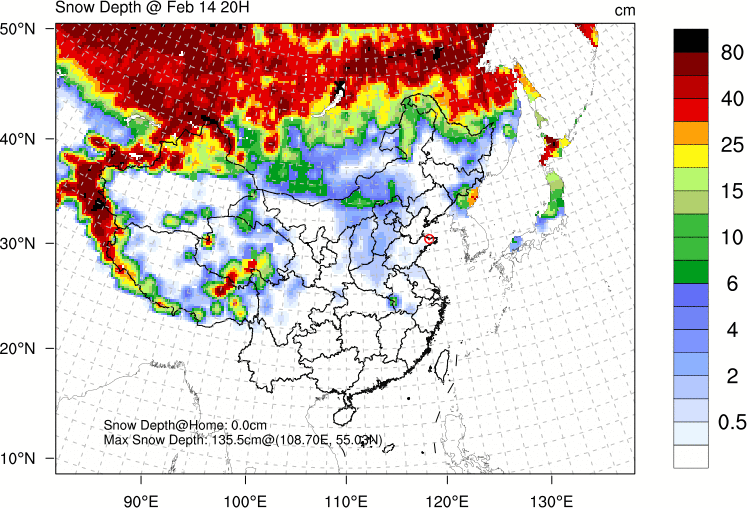 Snow Depth @ Feb 14 20H
cm
50°N
40°N
30°N
20°N
10°N
80
40
25
15
10
6
4
2
0.5
Snow Depth@Home: 0.0cm
Max Snow Depth: 135.5cm@(108.70E, 55.03N)
90°E
100°E
110°E
120°E
130°E